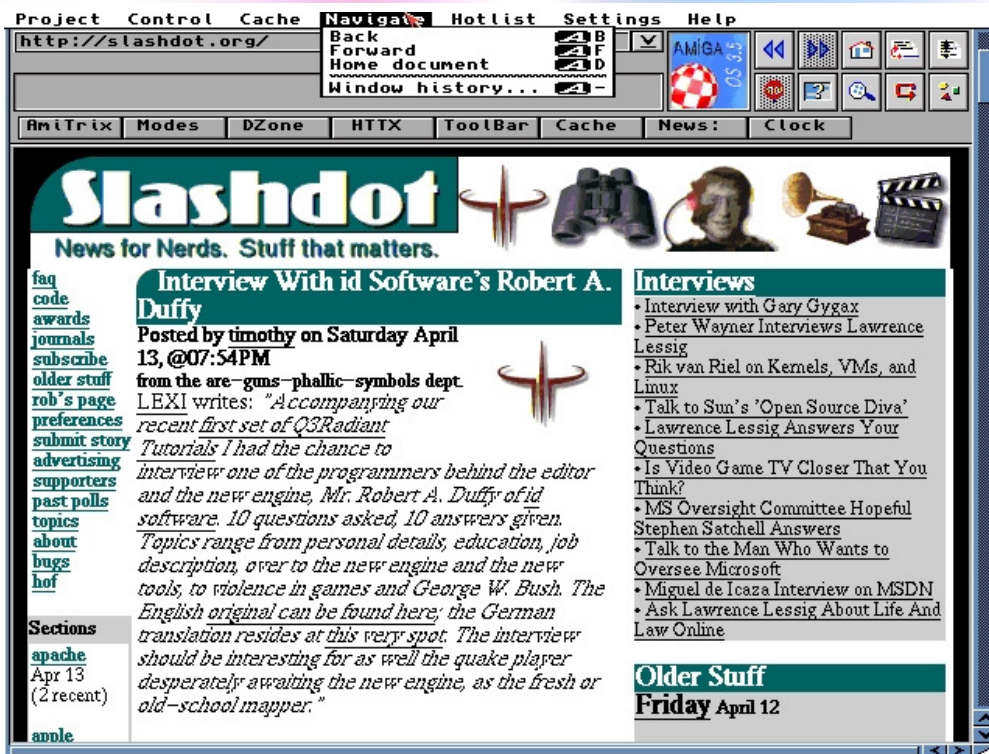 Project Control Cache Navigate Hotlist Settings Help
http://slashdot.org/
Back B
Forward F
Home document D
Window history... -
AMIGA
OS 3.5
AmiTrix Modes DZone HTTX ToolBar Cache News: Clock
Slashdot
News for Nerds. Stuff that matters.
faq
code
awards
journals
subscribe
older stuff
rob's page
preferences
submit story
advertising
supporters
past polls
topics
about
bugs
hof
Sections
apache
Apr 13
(2 recent)
apple
Interview With id Software's Robert A.
Duffy
Posted by timothy on Saturday April
13, @07:54PM
from the are-guns-phallic-symbols dept.
LEXI writes: "Accompanying our
recent first set of Q3Radiant
Tutorials I had the chance to
interview one of the programmers behind the editor
and the new engine, Mr. Robert A. Duffy of id
software. 10 questions asked, 10 answers given.
Topics range from personal details, education, job
description, over to the new engine and the new
tools, to violence in games and George W. Bush. The
English original can be found here; the German
translation resides at this very spot. The interview
should be interesting for as well the quake player
desperately awaiting the new engine, as the fresh or
old-school mapper."
Interviews
• Interview with Gary Gygax
• Peter Wayner Interviews Lawrence
Lessig
• Rik van Riel on Kernels, VMs, and
Linux
• Talk to Sun's 'Open Source Diva'
• Lawrence Lessig Answers Your
Questions
• Is Video Game TV Closer That You
Think?
• MS Oversight Committee Hopeful
Stephen Satchell Answers
• Talk to the Man Who Wants to
Oversee Microsoft
• Miguel de Icaza Interview on MSDN
• Ask Lawrence Lessig About Life And
Law Online
Older Stuff
Friday April 12